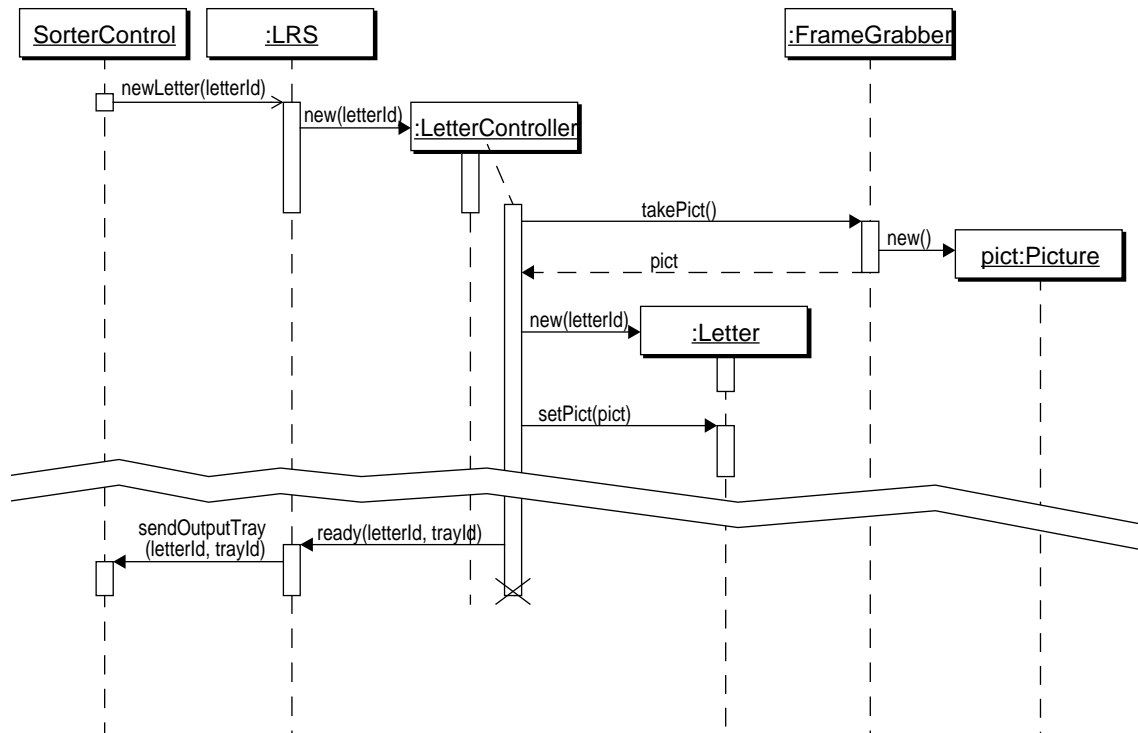 SorterControl
:LRS
:FrameGrabber
newLetter(letterId)
new(letterId)
:LetterController
takePict()
new()
pict:Picture
pict
new(letterId)
:Letter
setPict(pict)
sendOutputTray
(letterId, trayId)
ready(letterId, trayId)